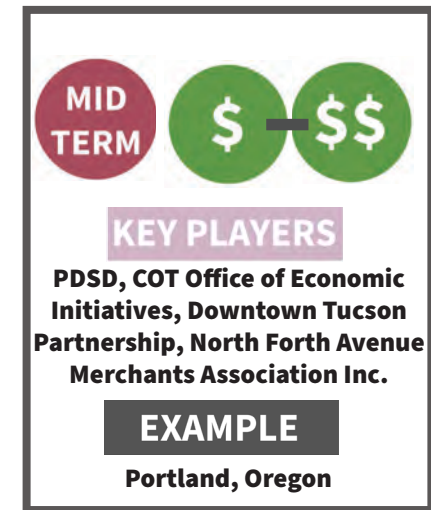 MID
TERM
$ – $$
KEY PLAYERS
PDSD, COT Office of Economic
Initiatives, Downtown Tucson
Partnership, North Forth Avenue
Merchants Association Inc.
EXAMPLE
Portland, Oregon